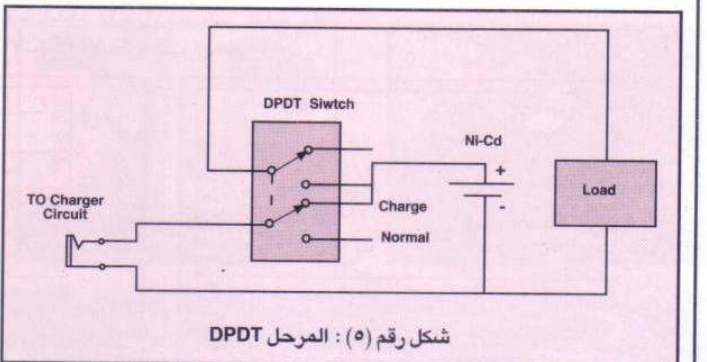 DPDT Siwtch
Ni-Cd
+
-
Load
TO Charger
Circuit
Charge
Normal
شكل رقم (٥) : المرحل DPDT